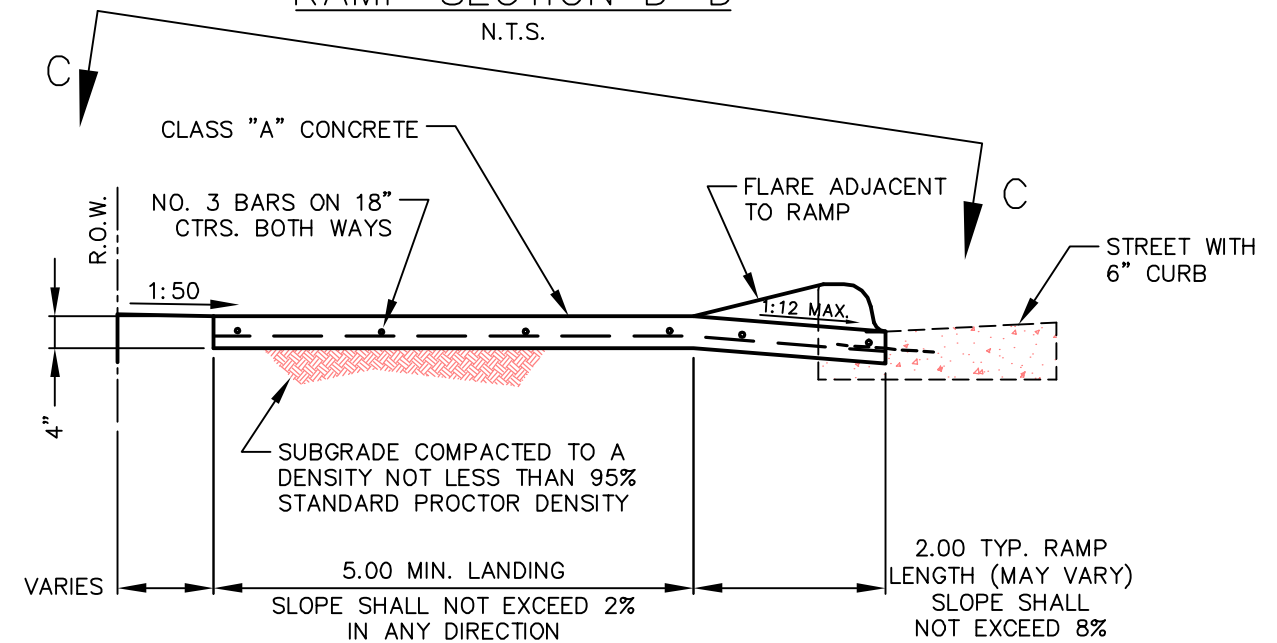 RAMP SECTION B-B
N.T.S.
C
CLASS "A" CONCRETE
NO. 3 BARS ON 18"
CTRS. BOTH WAYS
FLARE ADJACENT
TO RAMP
C
STREET WITH
6" CURB
R.O.W.
1:50
1:12 MAX.
4"
SUBGRADE COMPACTED TO A
DENSITY NOT LESS THAN 95%
STANDARD PROCTOR DENSITY
VARIES
5.00 MIN. LANDING
SLOPE SHALL NOT EXCEED 2%
IN ANY DIRECTION
2.00 TYP. RAMP
LENGTH (MAY VARY)
SLOPE SHALL
NOT EXCEED 8%